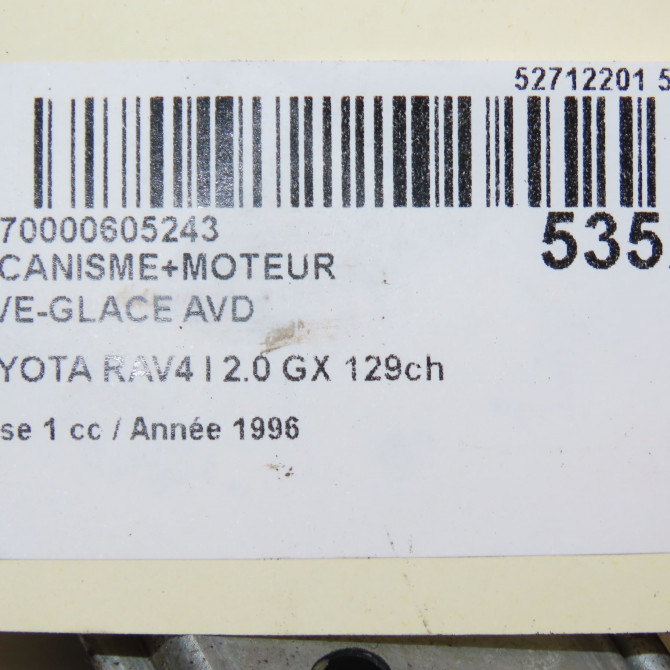 52712201 5
70000605243
535
CANISME+MOTEUR
VE-GLACE AVD
YOTA RAV4 I 2.0 GX 129ch
se 1 cc / Année 1996